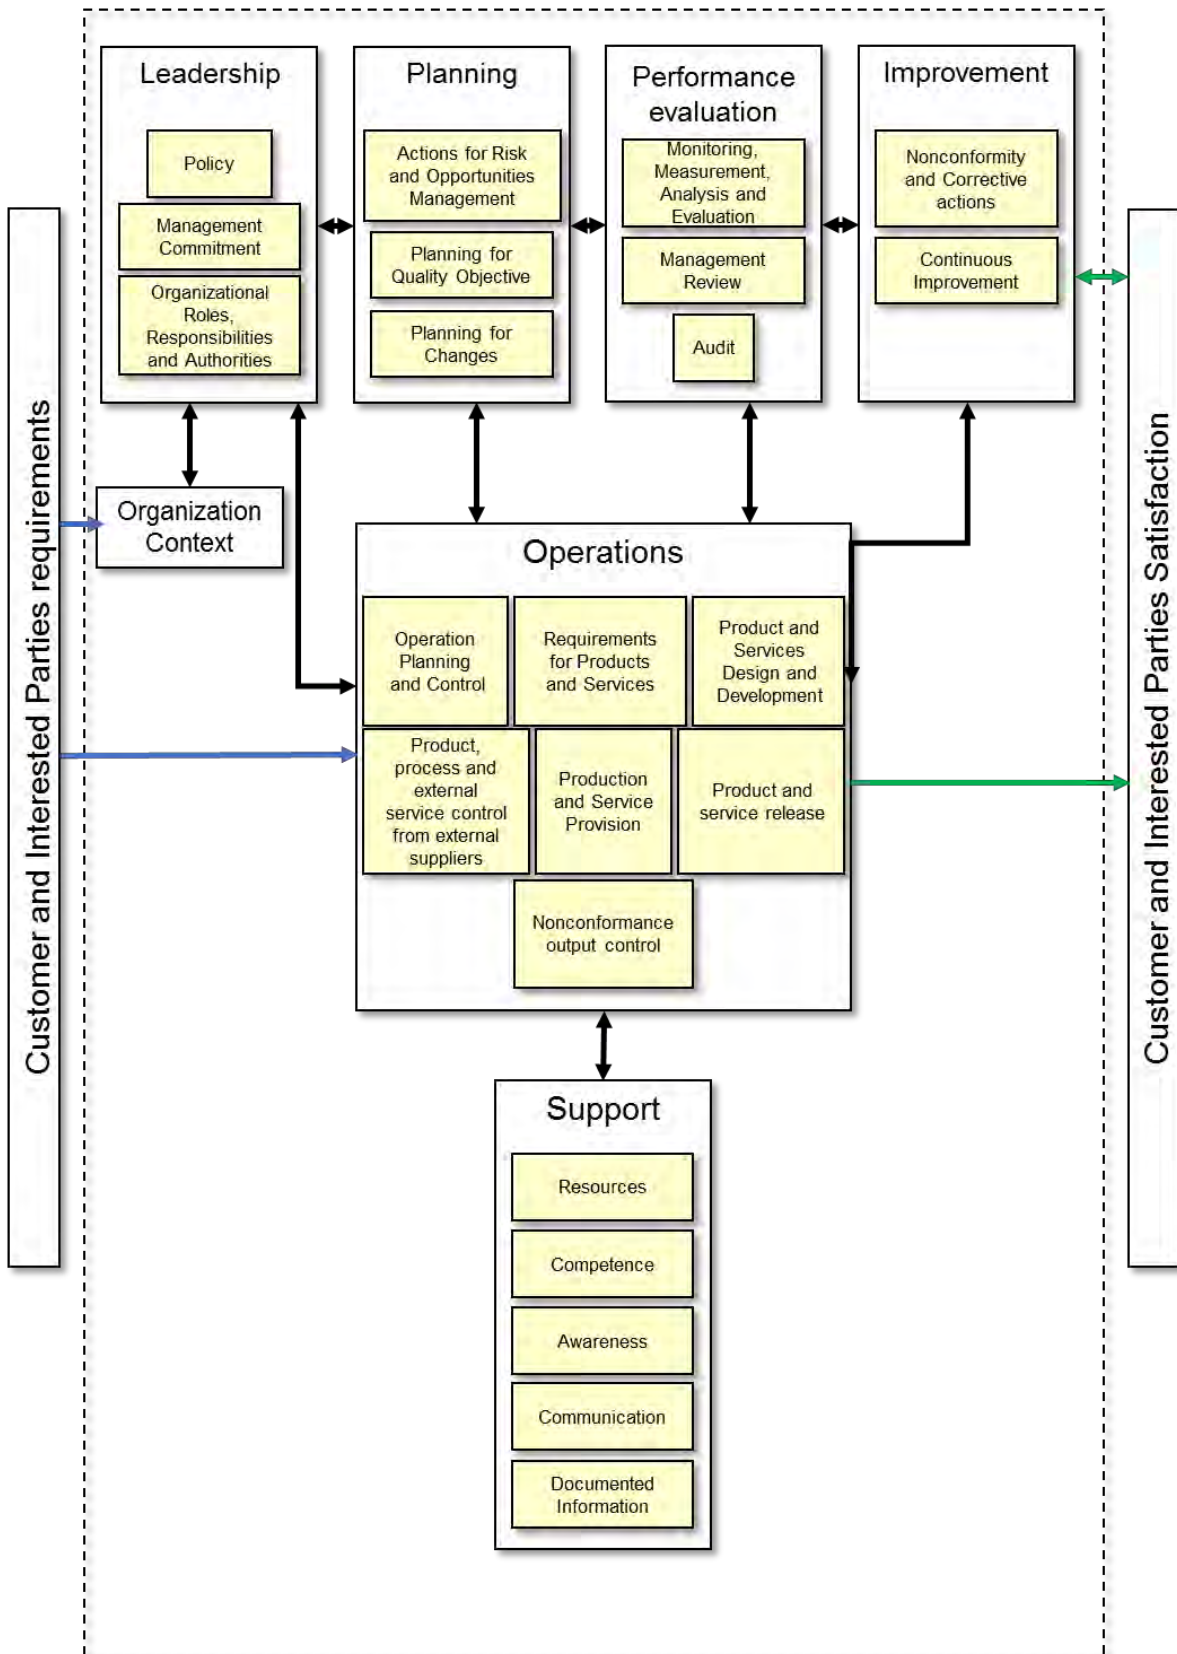 Customer and Interested Parties requirements
Leadership
Policy
Management
Commitment
Organizational
Roles,
Responsibilities
and Authorities
Planning
Actions for Risk
and Opportunities
Management
Planning for
Quality Objective
Planning for
Changes
Performance
evaluation
Monitoring,
Measurement,
Analysis and
Evaluation
Management
Review
Audit
Improvement
Nonconformity
and Corrective
actions
Continuous
Improvement
Organization
Context
Operations
Operation
Planning
and Control
Requirements
for Products
and Services
Product and
Services
Design and
Development
Product,
process and
external
service control
from external
suppliers
Production
and Service
Provision
Product and
service release
Nonconformance
output control
Support
Resources
Competence
Awareness
Communication
Documented
Information
Customer and Interested Parties Satisfaction